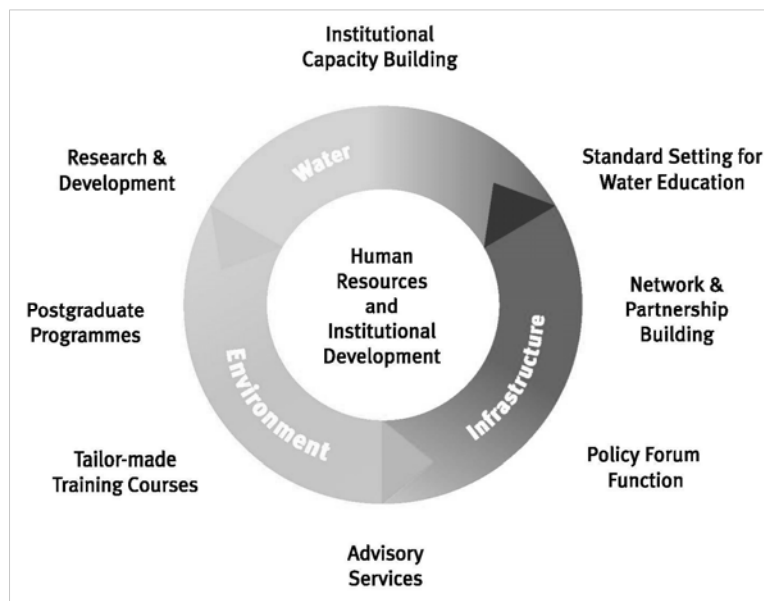 Institutional
Capacity Building
Research &
Development
Water
Standard Setting for
Water Education
Human
Resources
and
Institutional
Development
Postgraduate
Programmes
Network &
Partnership
Building
Environment
Infrastructure
Tailor-made
Training Courses
Policy Forum
Function
Advisory
Services